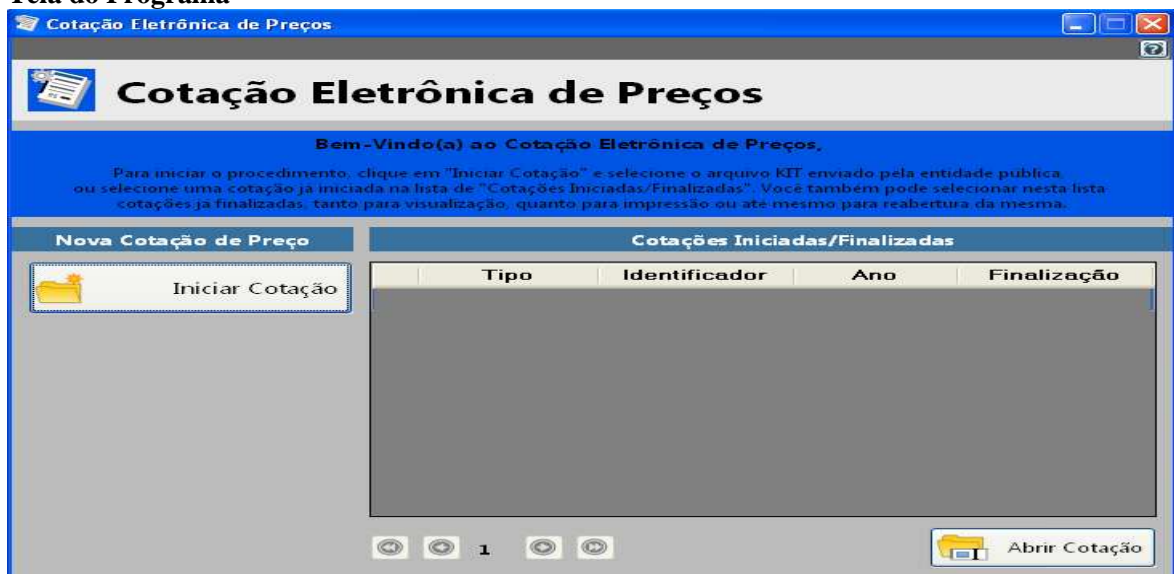 Tela do Programa
Cotação Eletrônica de Preços
Cotação Eletrônica de Preços
Bem-Vindo(a) ao Cotação Eletrônica de Preços,
Para iniciar o procedimento, clique em "Iniciar Cotação" e selecione o arquivo KIT enviado pela entidade publica,
ou selecione uma cotação já iniciada na lista de "Cotações Iniciadas/Finalizadas". Você também pode selecionar nesta lista
cotações já finalizadas, tanto para visualização, quanto para impressão ou até mesmo para reabertura da mesma.
Nova Cotação de Preço
Cotações Iniciadas/Finalizadas
Iniciar Cotação
Tipo Identificador Ano Finalização
1
Abrir Cotação